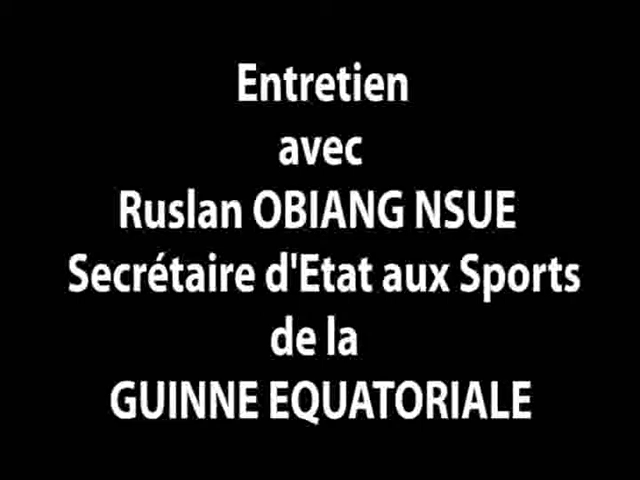 Entretien
avec
Ruslan OBIANG NSUE
Secrétaire d'Etat aux Sports
de la
GUINNE EQUATORIALE